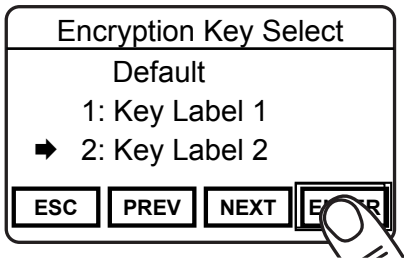 Encryption Key Select
Default
1: Key Label 1
➡ 2: Key Label 2
ESC PREV NEXT